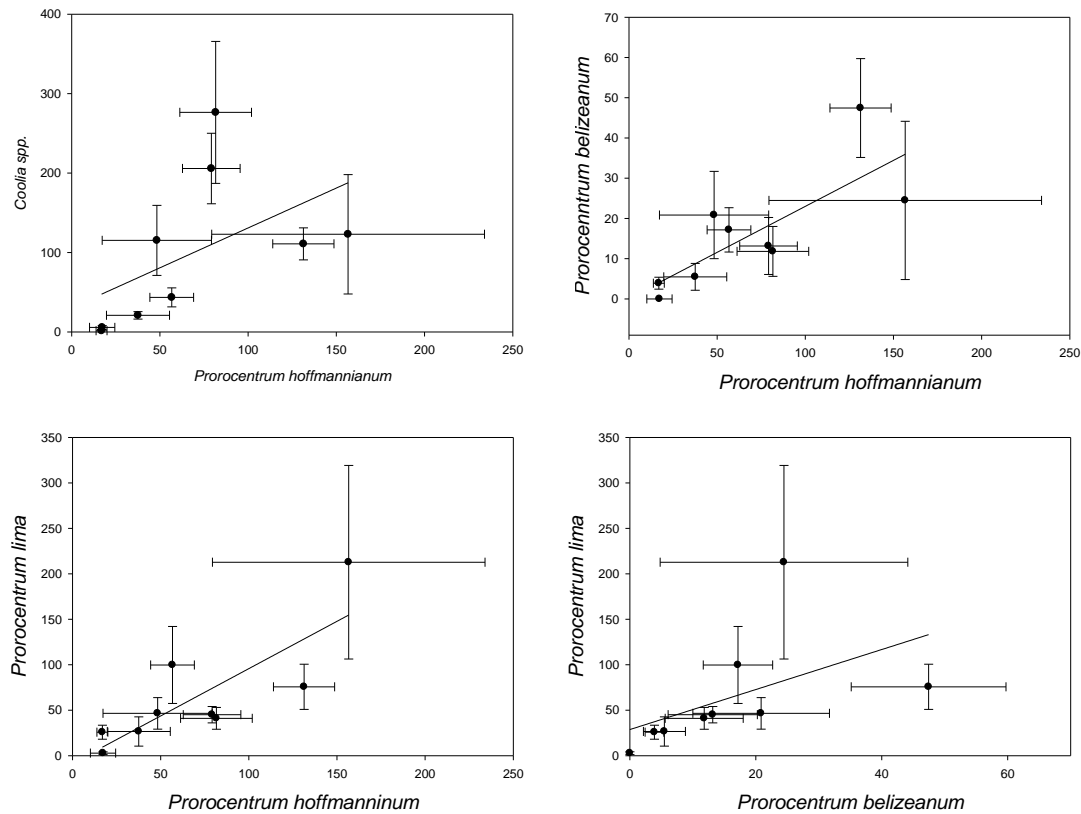 400
300
200
100
0
Coolia spp.
0 50 100 150 200 250
Prorocentrum hoffmannianum
70
60
50
40
30
20
10
0
Prorocenntrum belizeanum
0 50 100 150 200 250
Prorocentrum hoffmannianum
350
300
250
200
150
100
50
0
Prorocentrum lima
0 50 100 150 200 250
Prorocentrum hoffmanninum
350
300
250
200
150
100
50
0
Prorocentrum lima
0 20 40 60
Prorocentrum belizeanum